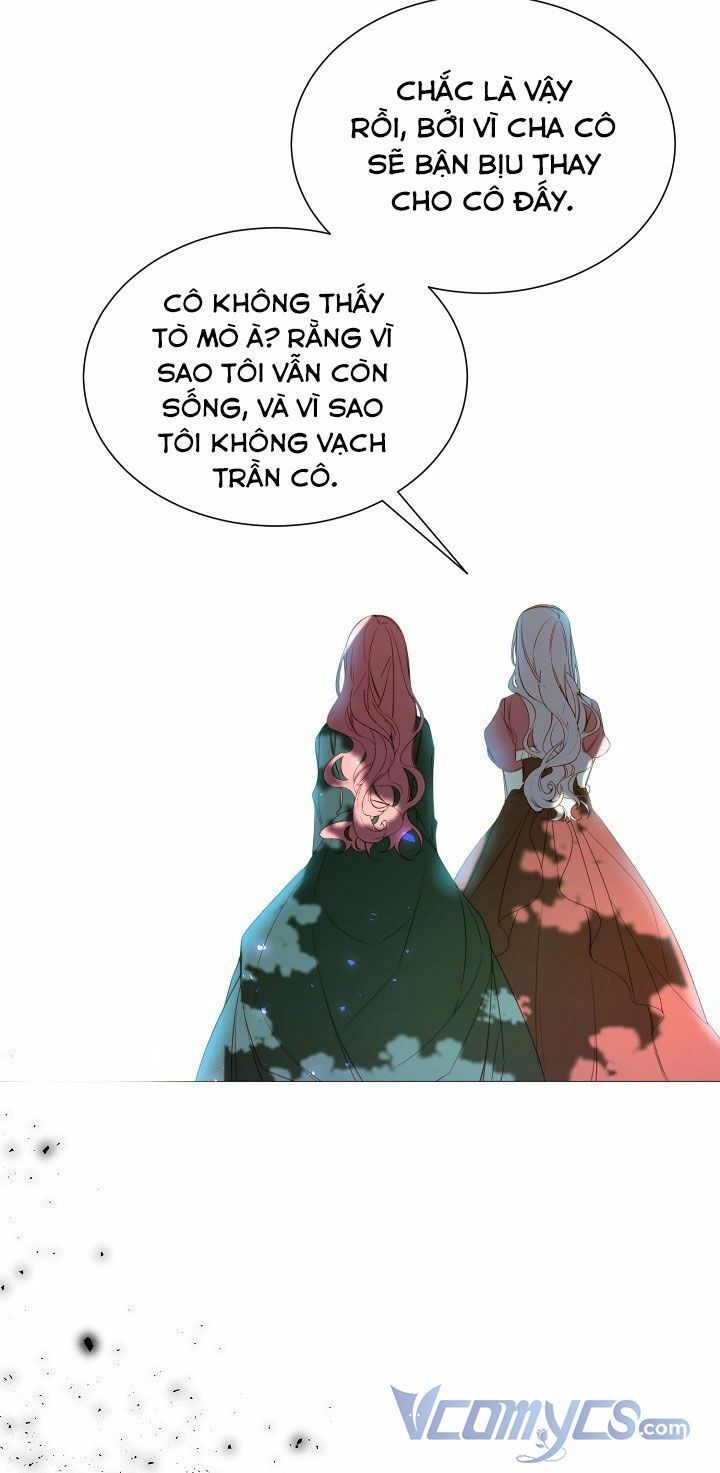 CHẮC LÀ VẬY
RỒI, BỞI VÌ CHA CÔ
SẼ BẬN BỊU THAY
CHO CÔ ĐẤY.
CÔ KHÔNG THẤY
TÒ MÒ À? RẰNG VÌ
SAO TÔI VẪN CÒN
SỐNG, VÀ VÌ SAO
TÔI KHÔNG VẠCH
TRẦN CÔ.
VCOMYCS.com